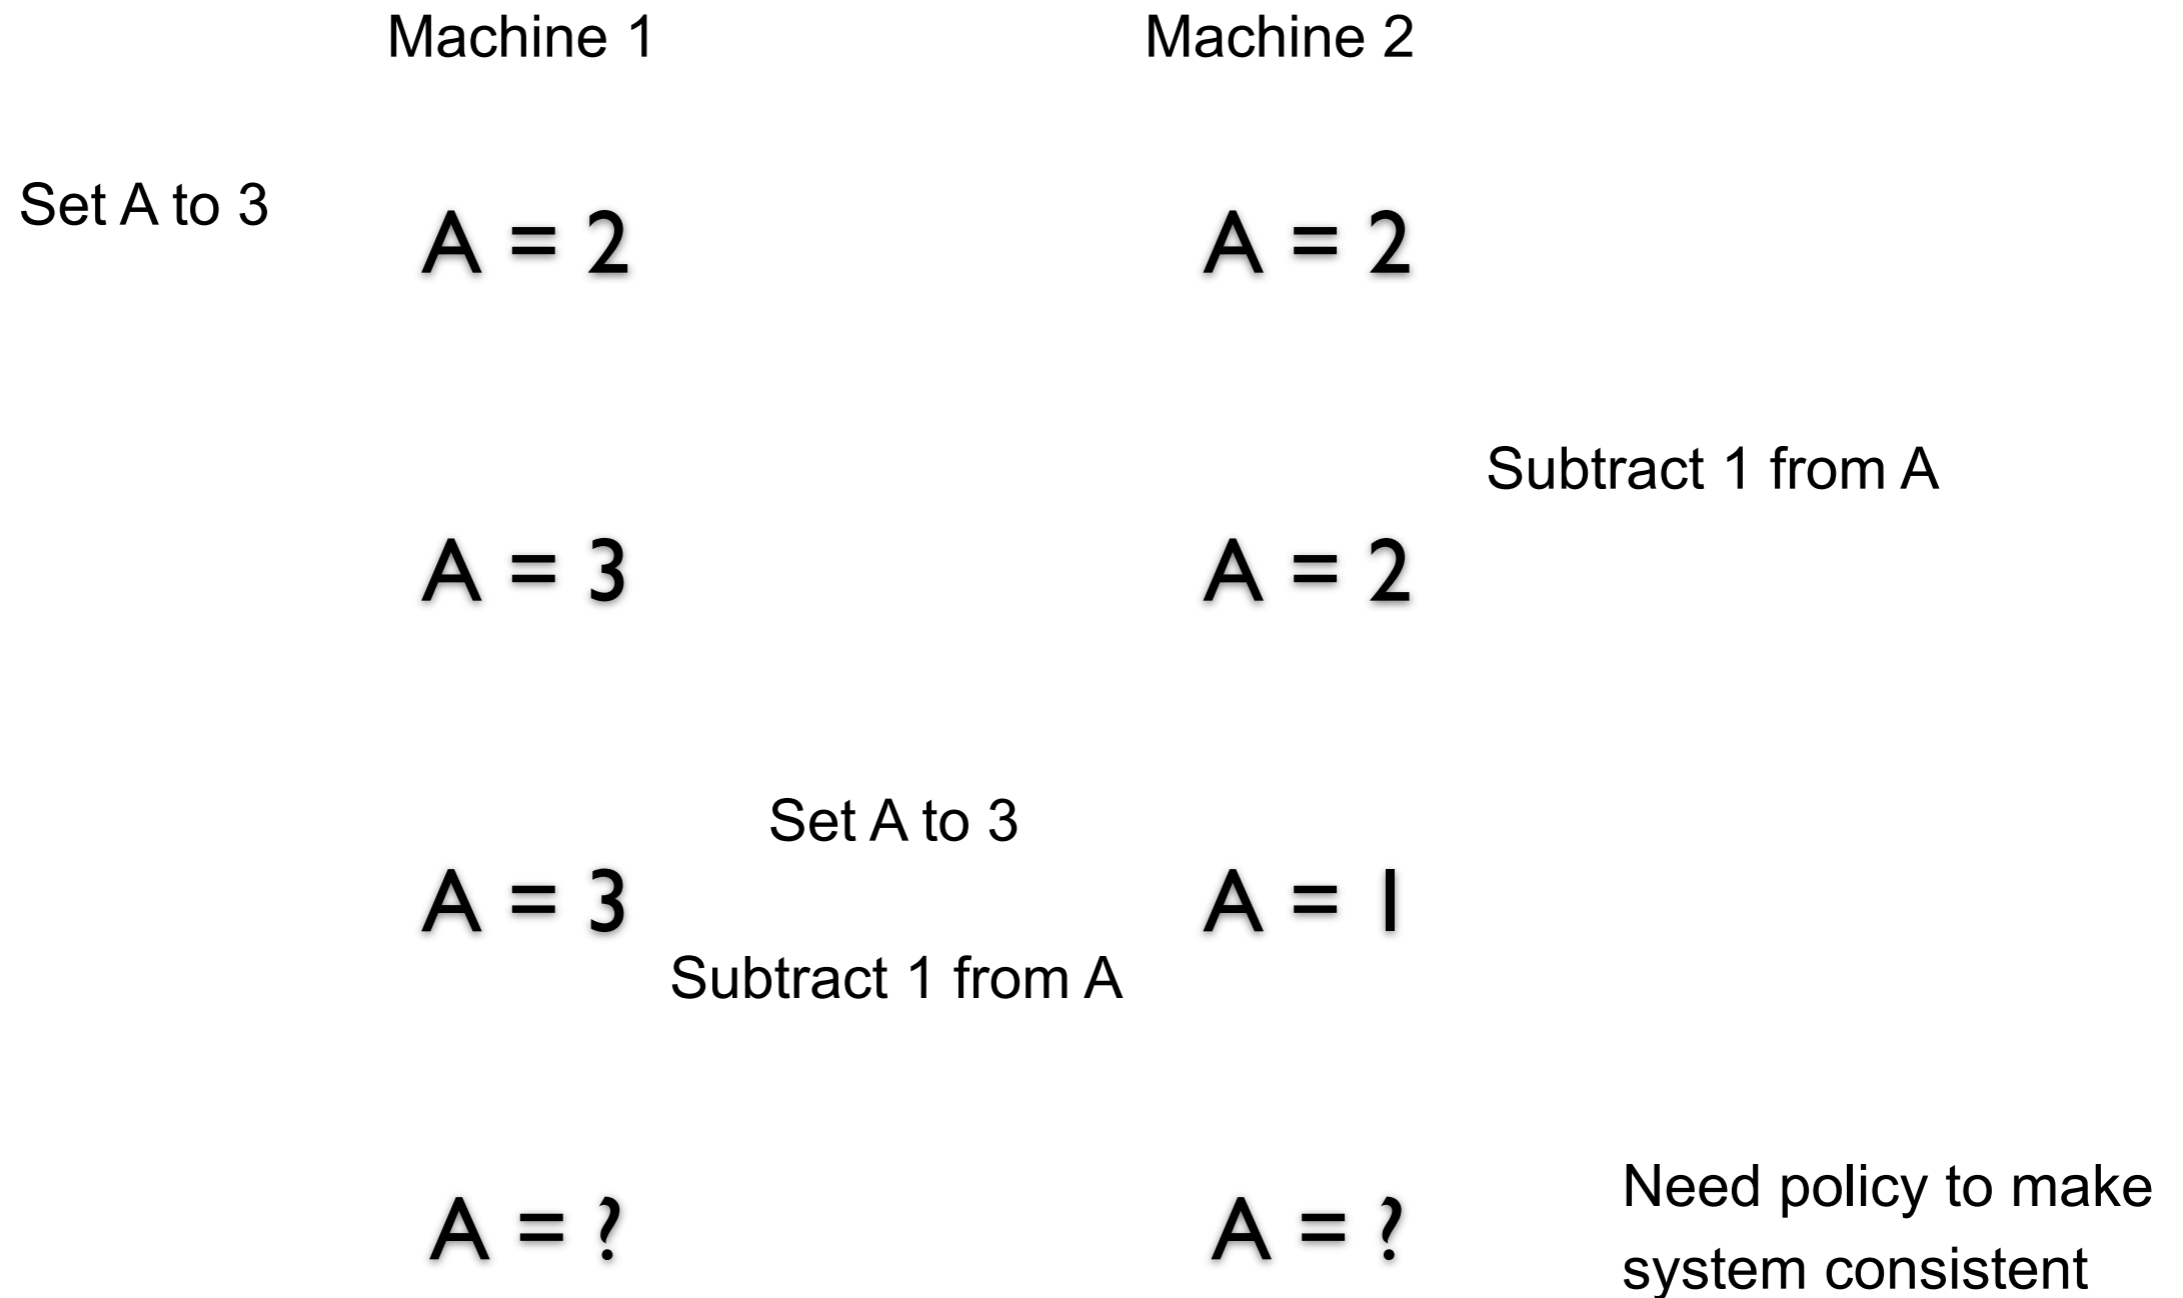 Machine 1
Machine 2
Set A to 3
A = 2
A = 2
Subtract 1 from A
A = 3
A = 2
Set A to 3
A = 3
A = 1
Subtract 1 from A
A = ?
A = ?
Need policy to make
system consistent